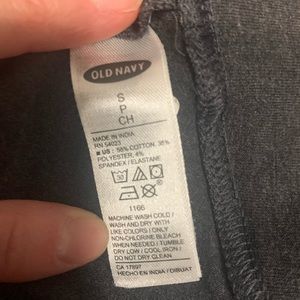 OLD NAVY
S
P
CH
MADE IN INDIA
RN 54023
US : 58% COTTON, 38%
POLYESTER, 4%
SPANDEX / ELASTANE
1166
MACHINE WASH COLD /
WASH AND DRY WITH
LIKE COLORS / ONLY
NON-CHLORINE BLEACH
WHEN NEEDED / TUMBLE
DRY LOW / COOL IRON /
DO NOT DRY CLEAN
CA 17897
HECHO EN INDIA / DIBUAT